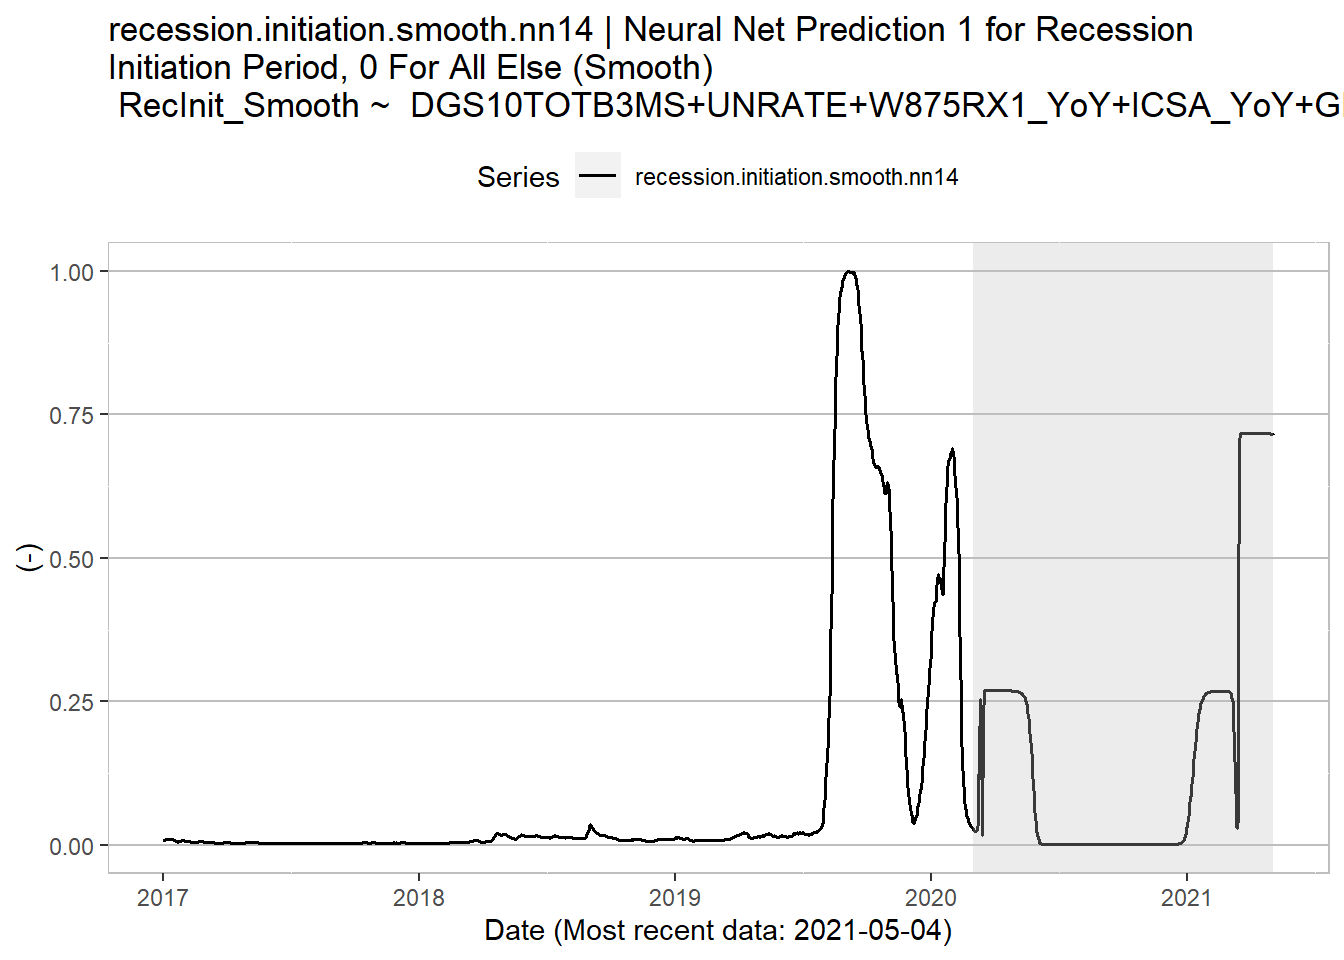 recession.initiation.smooth.nn14 | Neural Net Prediction 1 for Recession
Initiation Period, 0 For All Else (Smooth)
RecInit_Smooth ~ DGS10TOTB3MS+UNRATE+W875RX1_YoY+ICSA_YoY+G
Series
recession.initiation.smooth.nn14
1.00
0.75
0.50
0.25
0.00
(-)
2017
2018
2019
2020
2021
Date (Most recent data: 2021-05-04)